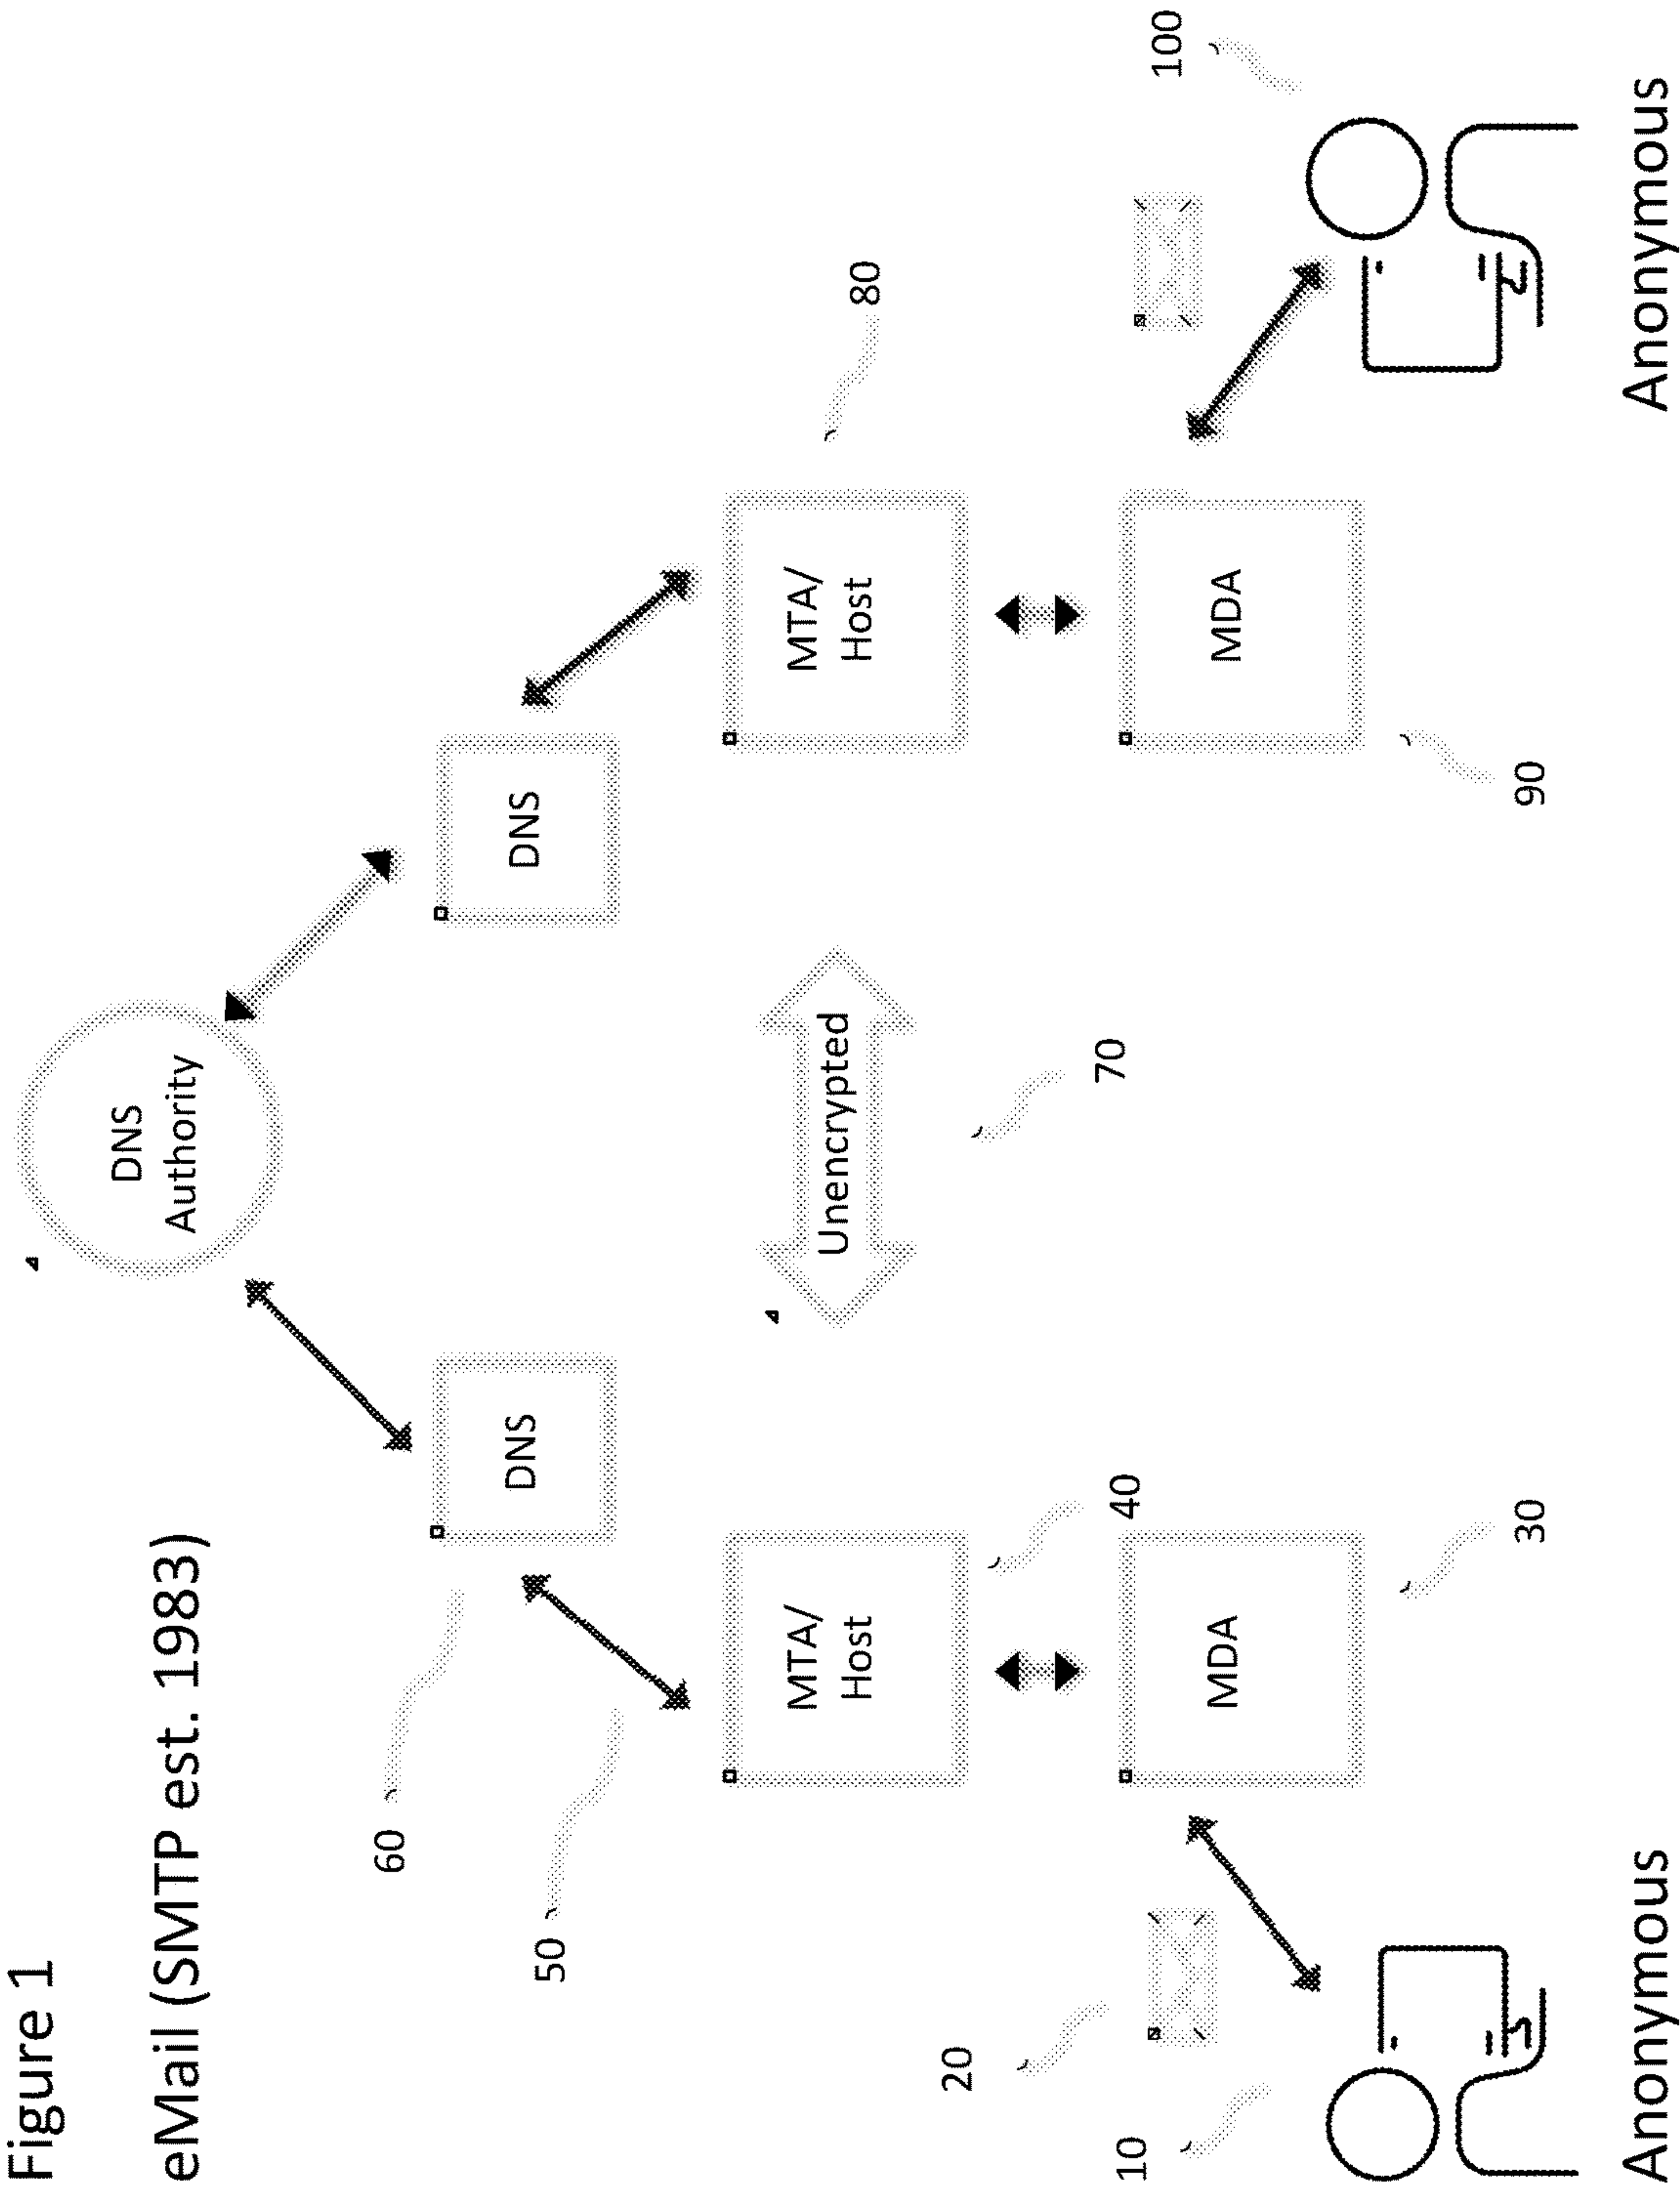 Figure 1
eMail (SMTP est. 1983)
DNS
Authority
60
DNS
DNS
50
MTA/
Host
Unencrypted
MTA/
Host
80
40
70
20
100
10
MDA
MDA
30
90
Anonymous
Anonymous